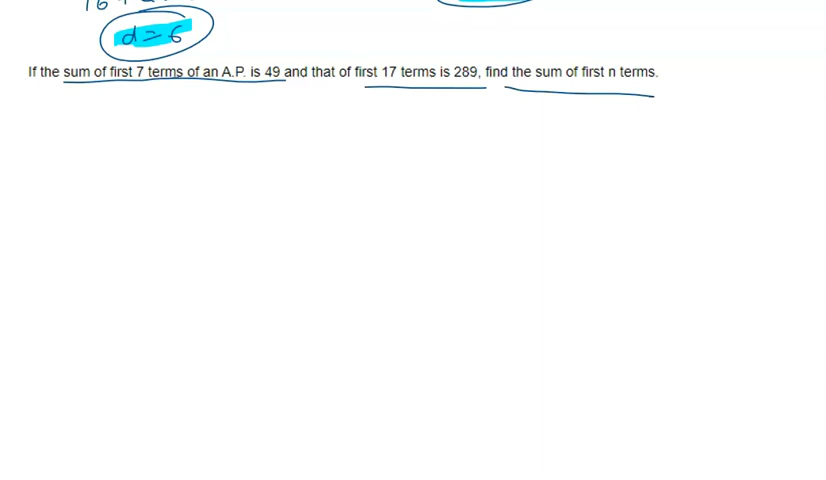 16
d = 6
If the sum of first 7 terms of an A.P. is 49 and that of first 17 terms is 289, find the sum of first n terms.